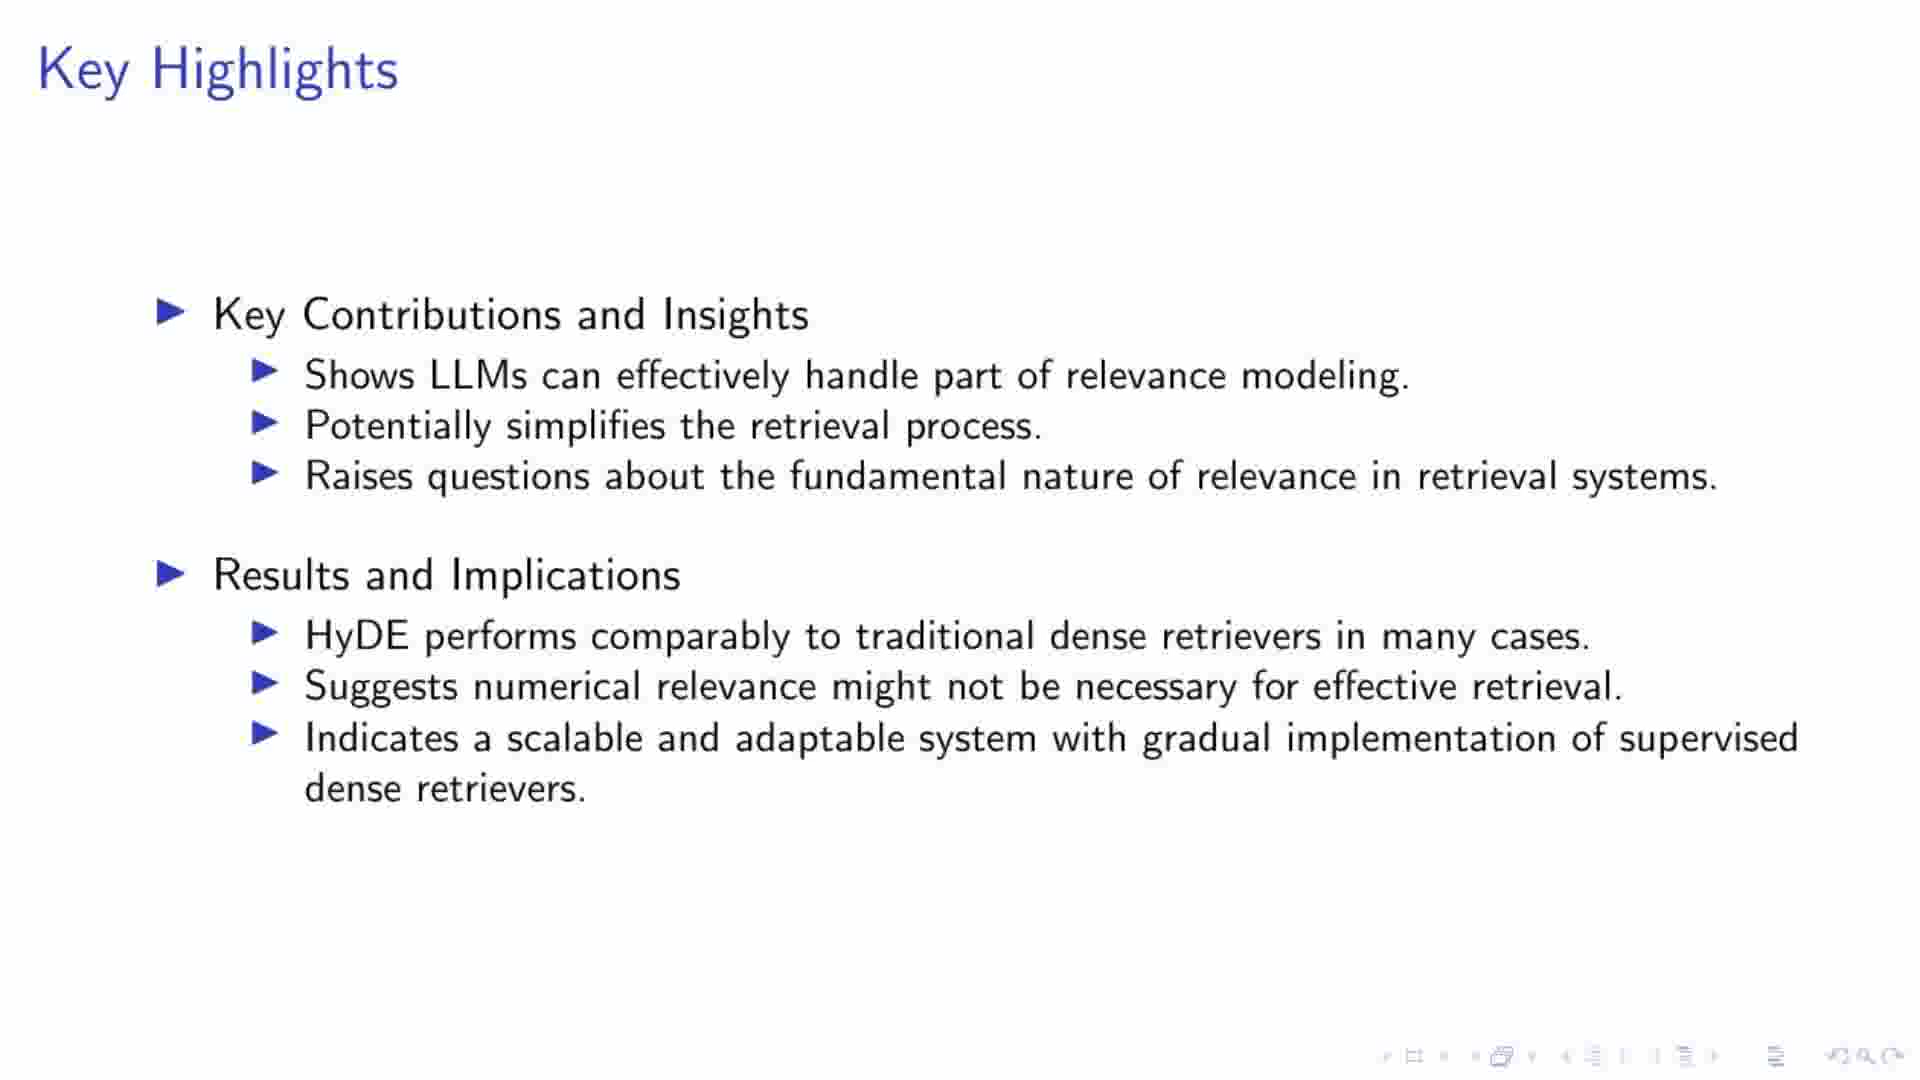 Key Highlights
Key Contributions and Insights
Shows LLMs can effectively handle part of relevance modeling.
Potentially simplifies the retrieval process.
Raises questions about the fundamental nature of relevance in retrieval systems.
Results and Implications
HyDE performs comparably to traditional dense retrievers in many cases.
Suggests numerical relevance might not be necessary for effective retrieval.
Indicates a scalable and adaptable system with gradual implementation of supervised
dense retrievers.